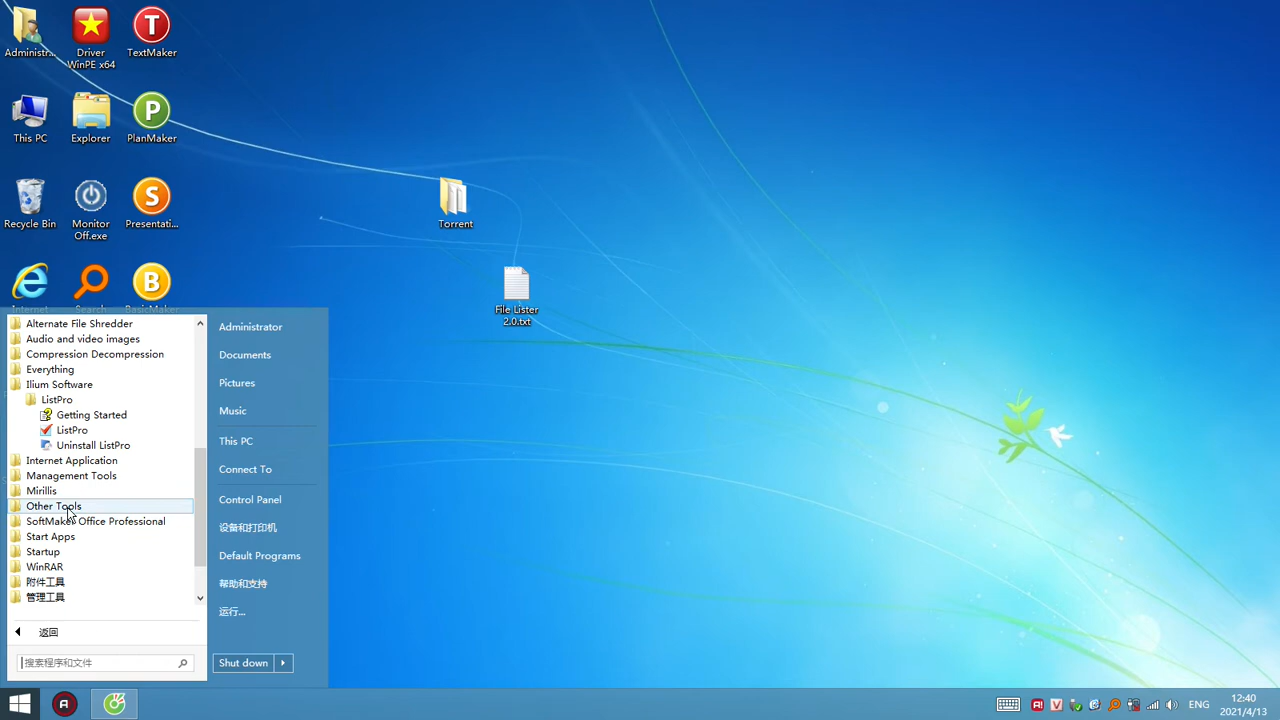 Administr...
Driver
WinPE x64
TextMaker
This PC
Explorer
PlanMaker
Recycle Bin
Monitor
Off.exe
Presentati...
Internet
Search
BasicMaker
Torrent
File Lister
2.0.txt
Alternate File Shredder
Audio and video images
Compression Decompression
Everything
Ilium Software
ListPro
Getting Started
ListPro
Uninstall ListPro
Internet Application
Management Tools
Mirillis
Other Tools
SoftMaker Office Professional
Start Apps
Startup
WinRAR
附件工具
管理工具
返回
搜索程序和文件
Administrator
Documents
Pictures
Music
This PC
Connect To
Control Panel
设备和打印机
Default Programs
帮助和支持
运行...
Shut down
ENG
12:40
2021/4/13